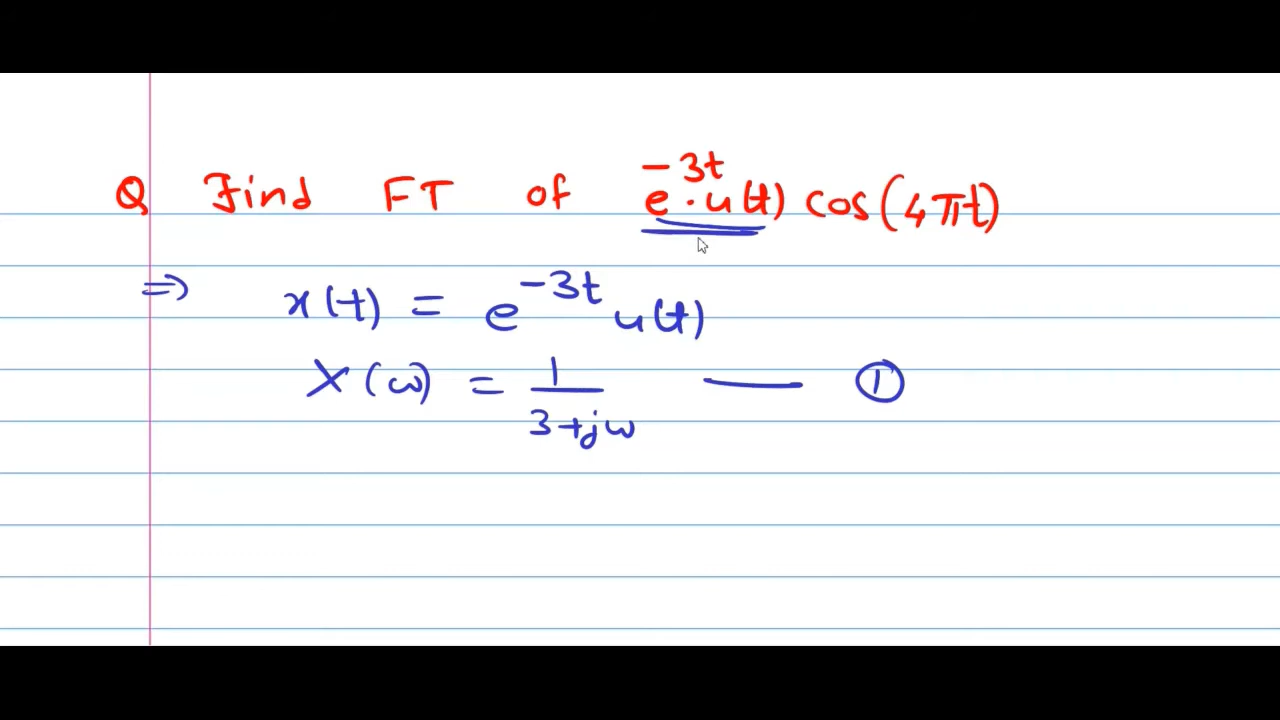 Q Find FT of e^{-3t}.u(t) cos(4πt)
⇒ x(t) = e^{-3t} u(t)
X(ω) = 1/(3+jω) —— ①